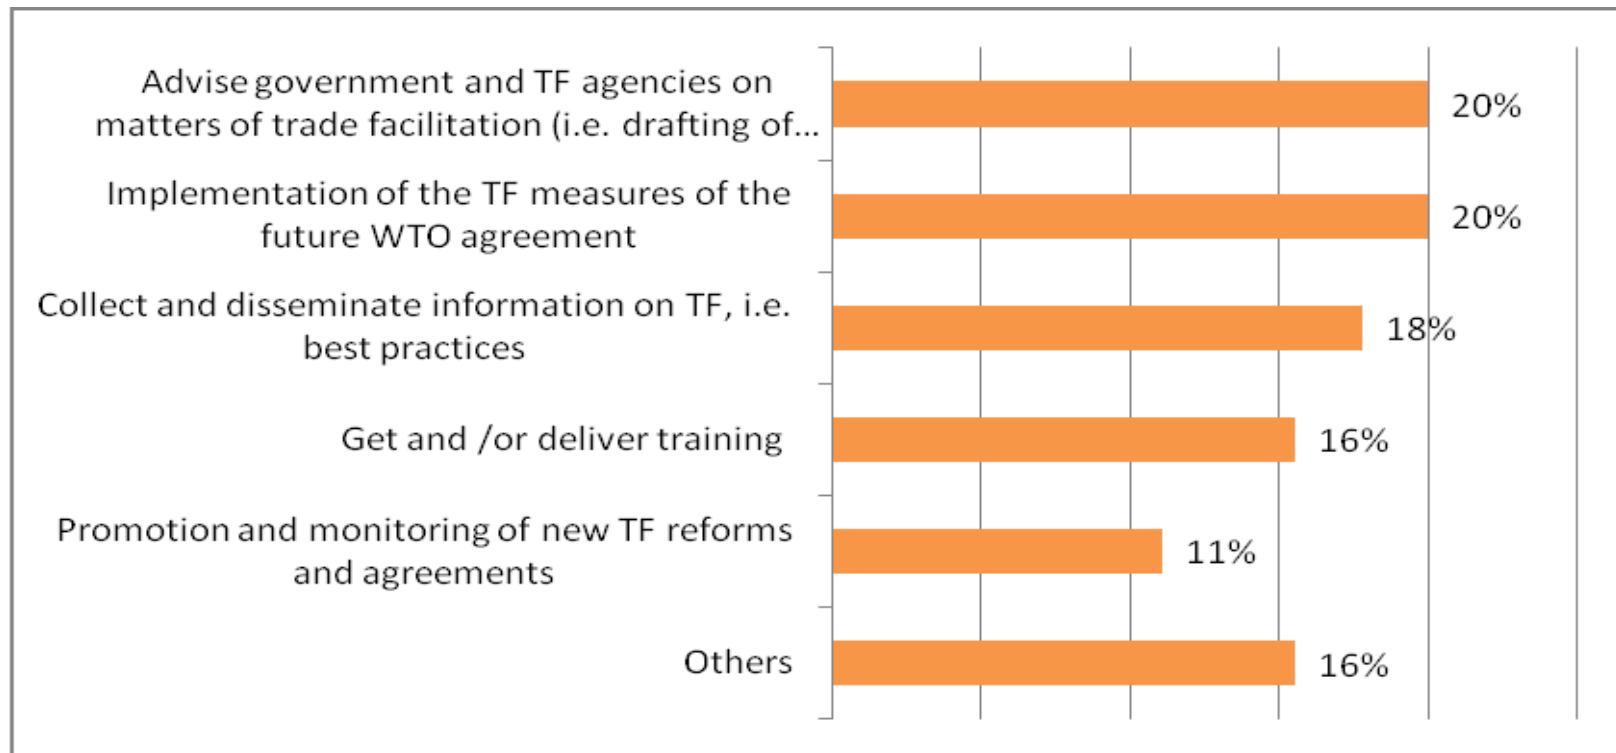 Advise government and TF agencies on
matters of trade facilitation (i.e. drafting of...
20%
Implementation of the TF measures of the
future WTO agreement
20%
Collect and disseminate information on TF, i.e.
best practices
18%
Get and /or deliver training
16%
Promotion and monitoring of new TF reforms
and agreements
11%
Others
16%